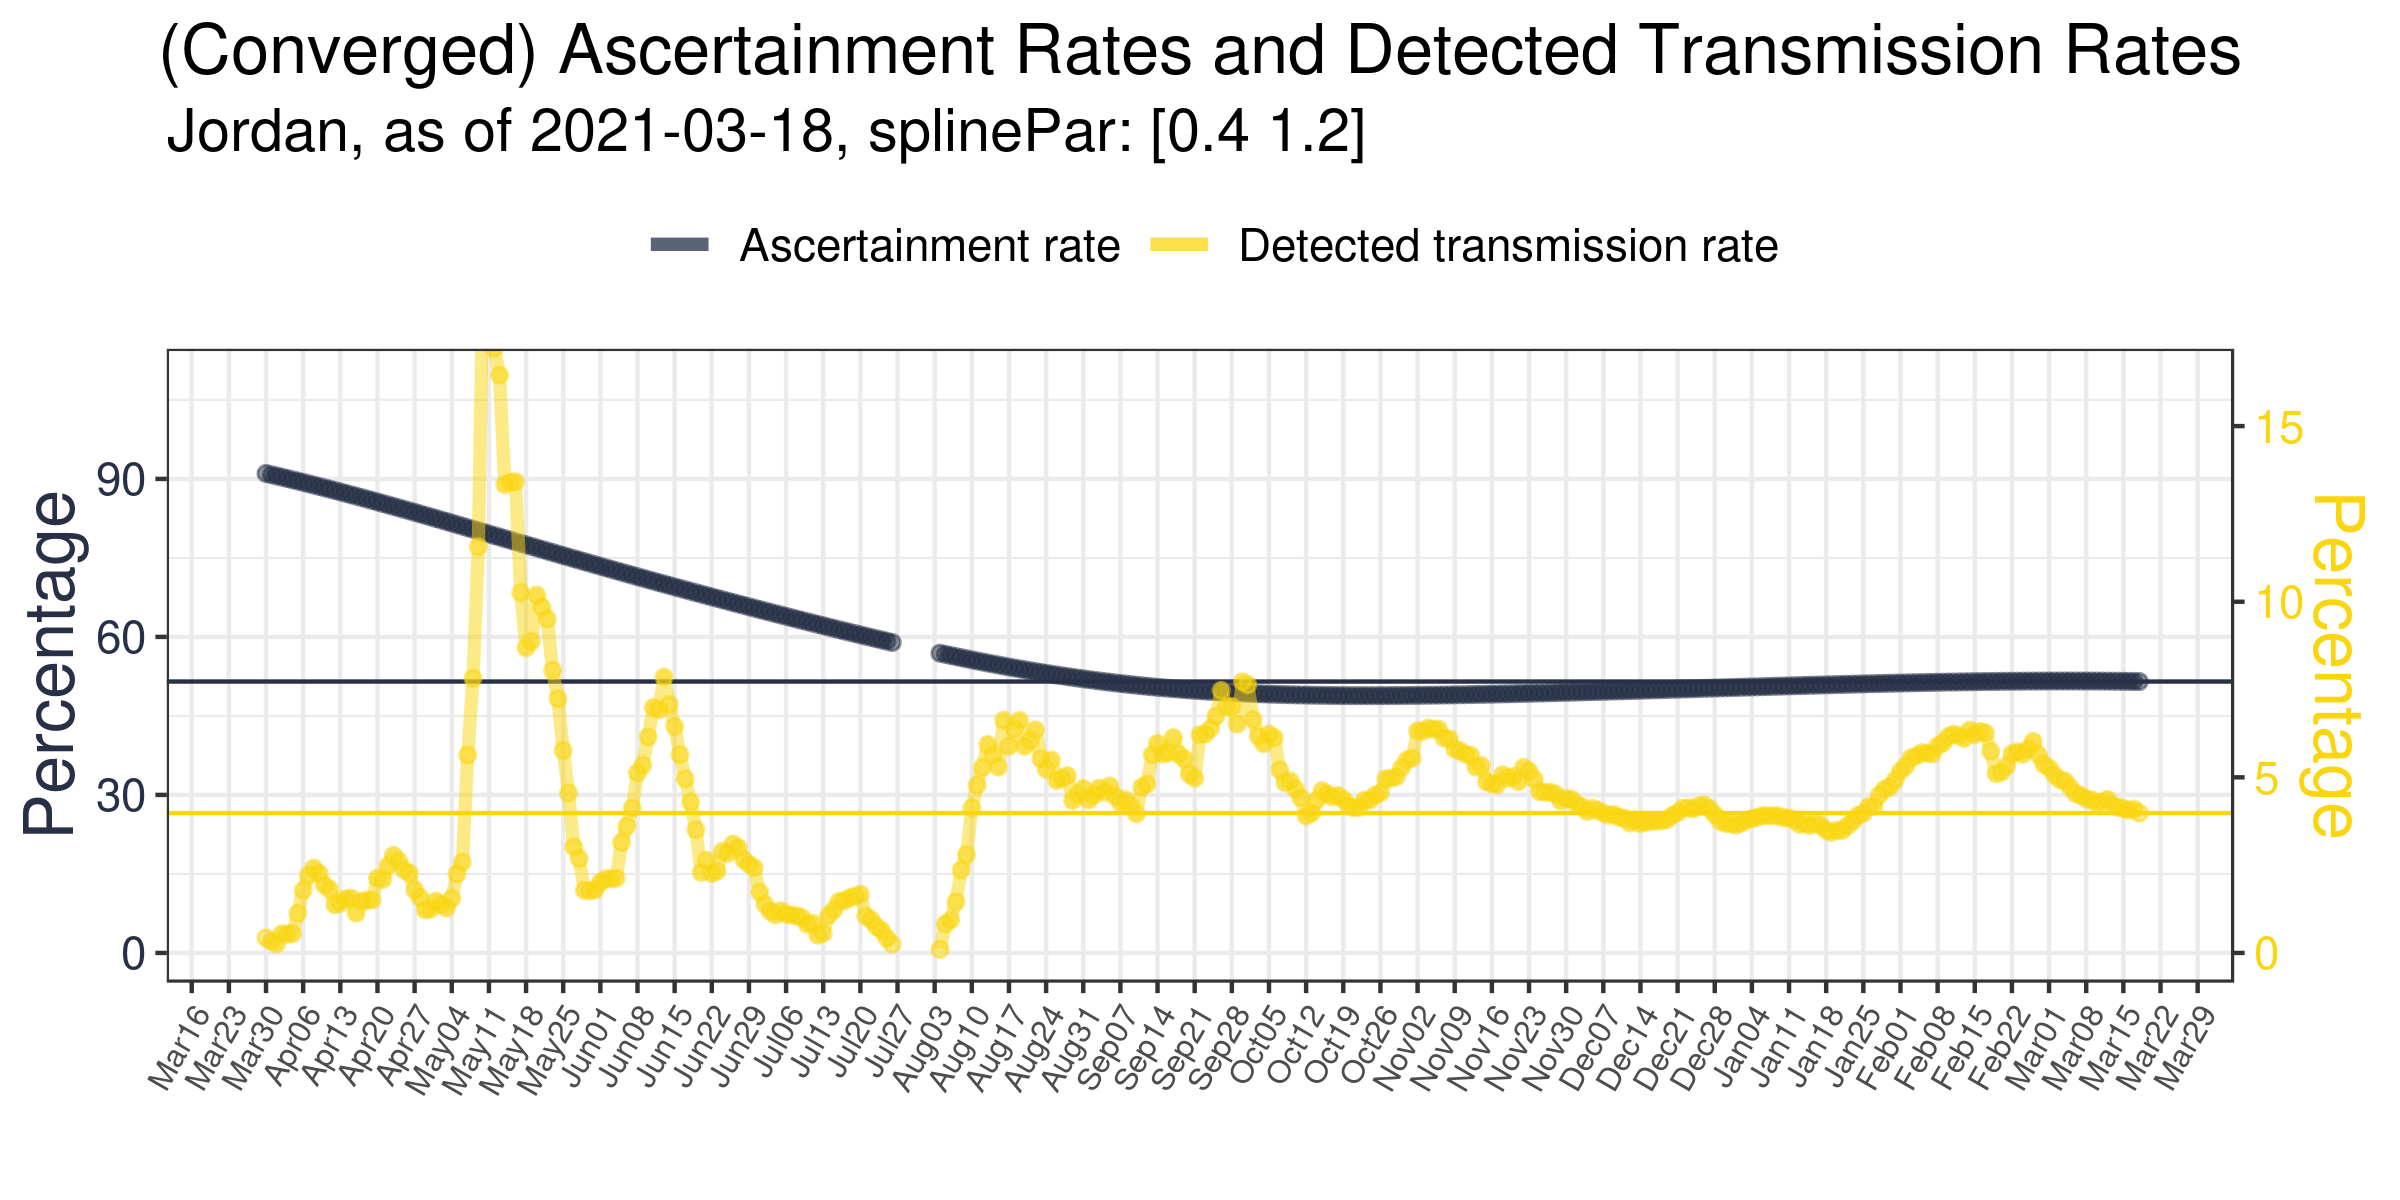 (Converged) Ascertainment Rates and Detected Transmission Rates
Jordan, as of 2021-03-18, splinePar: [0.4 1.2]
Ascertainment rate Detected transmission rate
Percentage
90
60
30
0
15
10
5
0
Percentage
Mar16 Mar23 Mar30 Apr06 Apr13 Apr20 Apr27 May04 May11 May18 May25 Jun01 Jun08 Jun15 Jun22 Jun29 Jul06 Jul13 Jul20 Jul27 Aug03 Aug10 Aug17 Aug24 Aug31 Sep07 Sep14 Sep21 Sep28 Oct05 Oct12 Oct19 Oct26 Nov02 Nov09 Nov16 Nov23 Nov30 Dec07 Dec14 Dec21 Dec28 Jan04 Jan11 Jan18 Jan25 Feb01 Feb08 Feb15 Feb22 Mar01 Mar08 Mar15 Mar22 Mar29